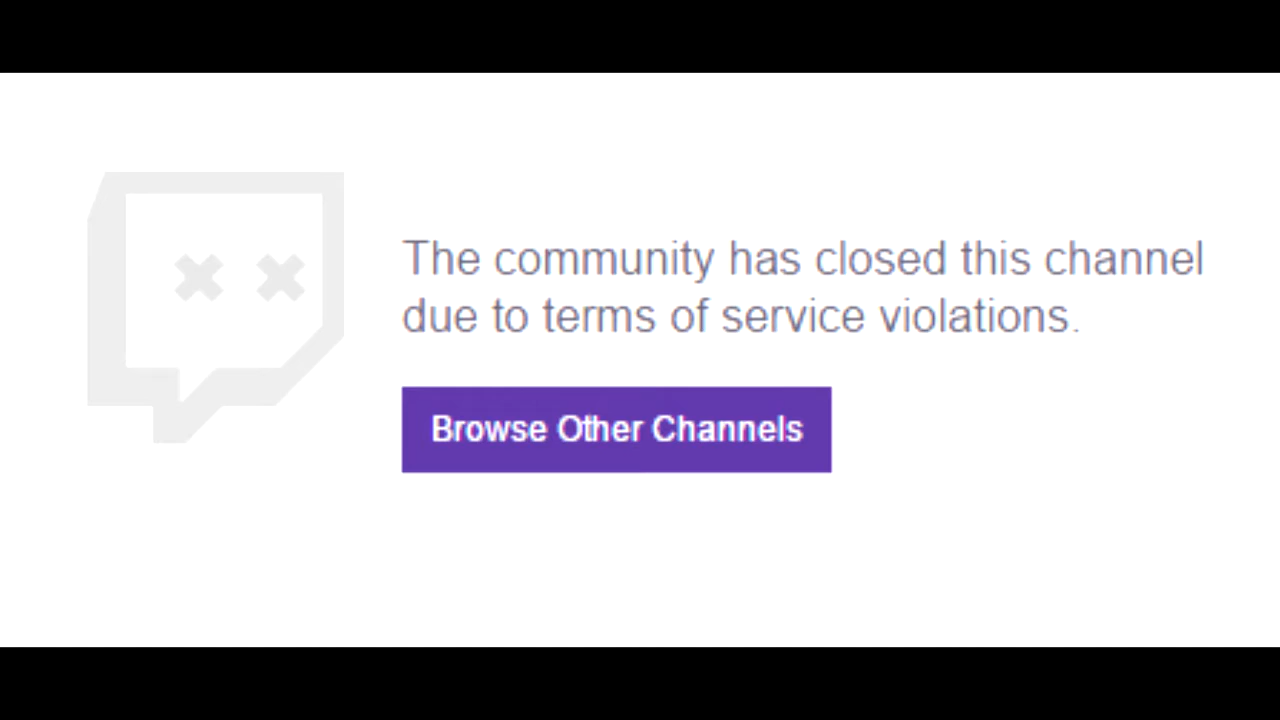 The community has closed this channel
due to terms of service violations.
Browse Other Channels